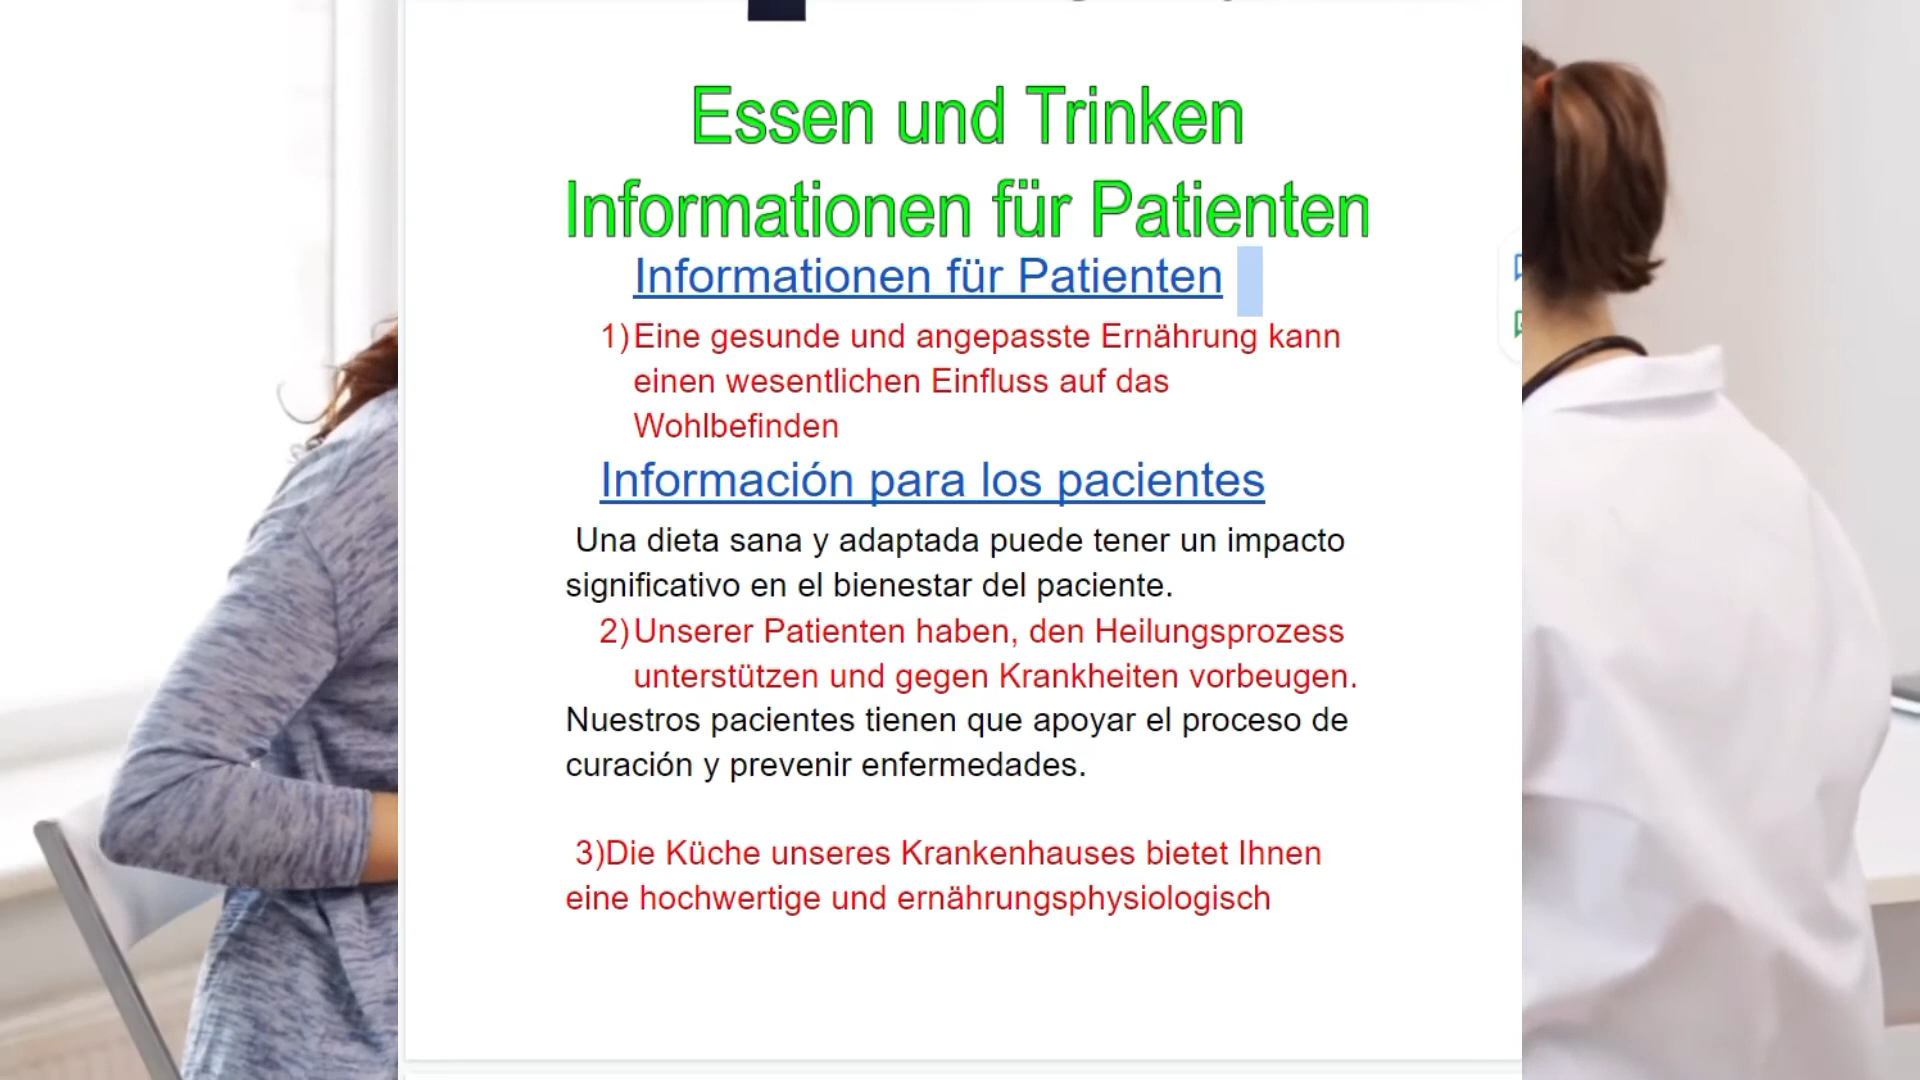 Essen und Trinken
Informationen für Patienten
Informationen für Patienten
1) Eine gesunde und angepasste Ernährung kann
einen wesentlichen Einfluss auf das
Wohlbefinden
Información para los pacientes
Una dieta sana y adaptada puede tener un impacto
significativo en el bienestar del paciente.
2) Unserer Patienten haben, den Heilungsprozess
unterstützen und gegen Krankheiten vorbeugen.
Nuestros pacientes tienen que apoyar el proceso de
curación y prevenir enfermedades.
3)Die Küche unseres Krankenhauses bietet Ihnen
eine hochwertige und ernährungsphysiologisch